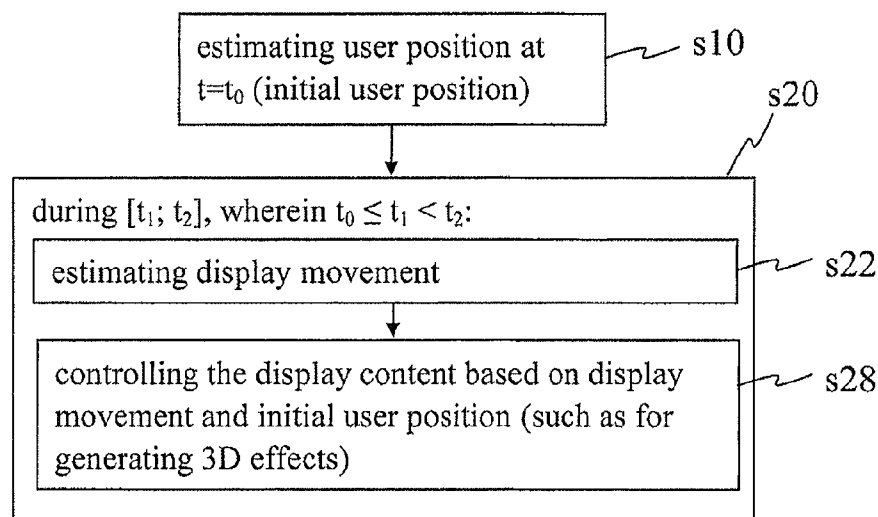 estimating user position at
t=t₀ (initial user position)
s10
s20
during [t₁; t₂], wherein t₀ ≤ t₁ < t₂:
estimating display movement
s22
controlling the display content based on display
movement and initial user position (such as for
generating 3D effects)
s28